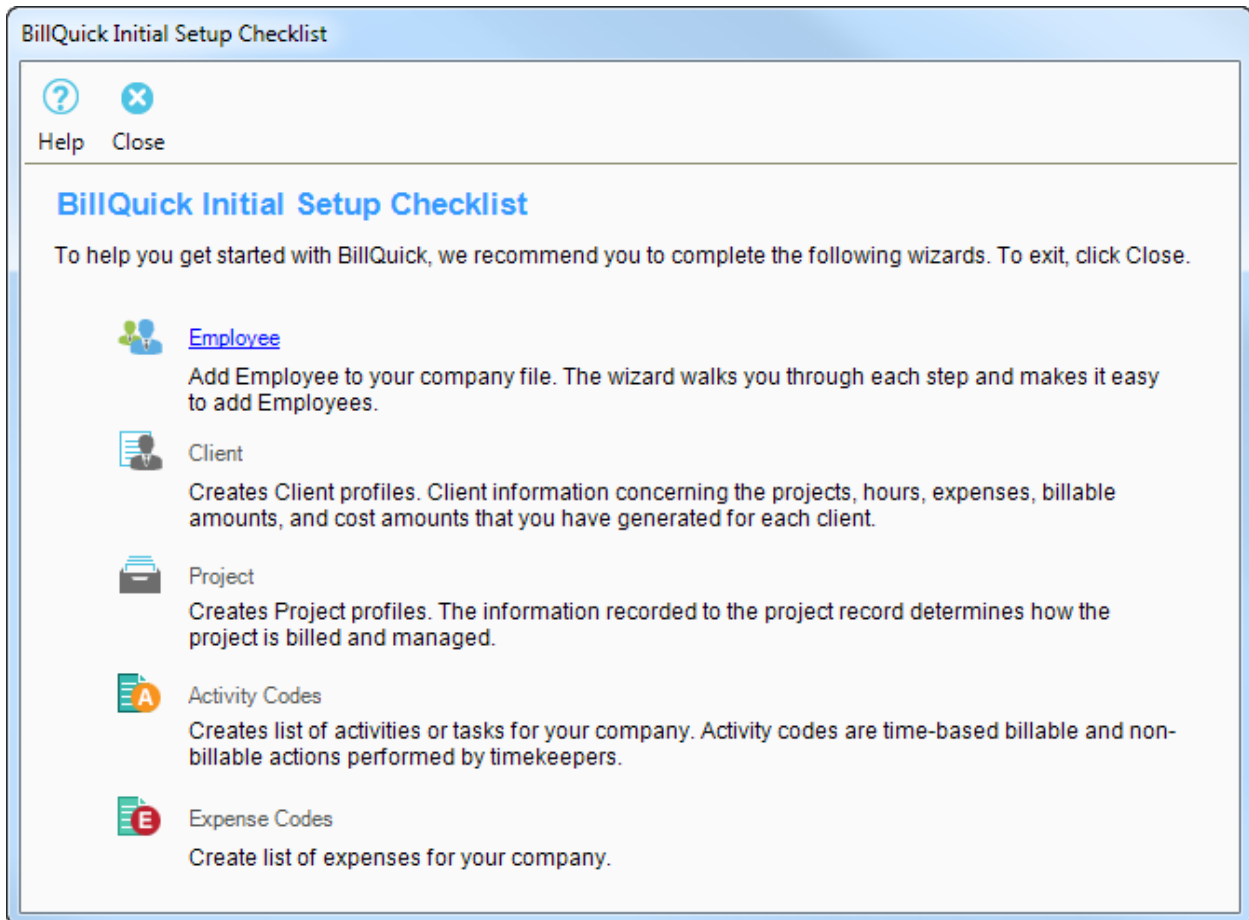 BillQuick Initial Setup Checklist
Help Close
BillQuick Initial Setup Checklist
To help you get started with BillQuick, we recommend you to complete the following wizards. To exit, click Close.
Employee
Add Employee to your company file. The wizard walks you through each step and makes it easy
to add Employees.
Client
Creates Client profiles. Client information concerning the projects, hours, expenses, billable
amounts, and cost amounts that you have generated for each client.
Project
Creates Project profiles. The information recorded to the project record determines how the
project is billed and managed.
A Activity Codes
Creates list of activities or tasks for your company. Activity codes are time-based billable and non-
billable actions performed by timekeepers.
E Expense Codes
Create list of expenses for your company.